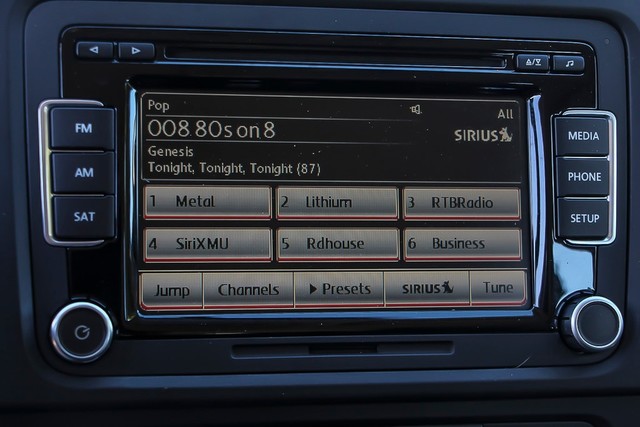 Pop
All
008 80s on 8
SIRIUS
Genesis
Tonight, Tonight, Tonight (87)
FM
AM
SAT
MEDIA
PHONE
SETUP
1 Metal
2 Lithium
3 RTBRadio
4 SiriXMU
5 Rdhouse
6 Business
Jump
Channels
Presets
SIRIUS
Tune